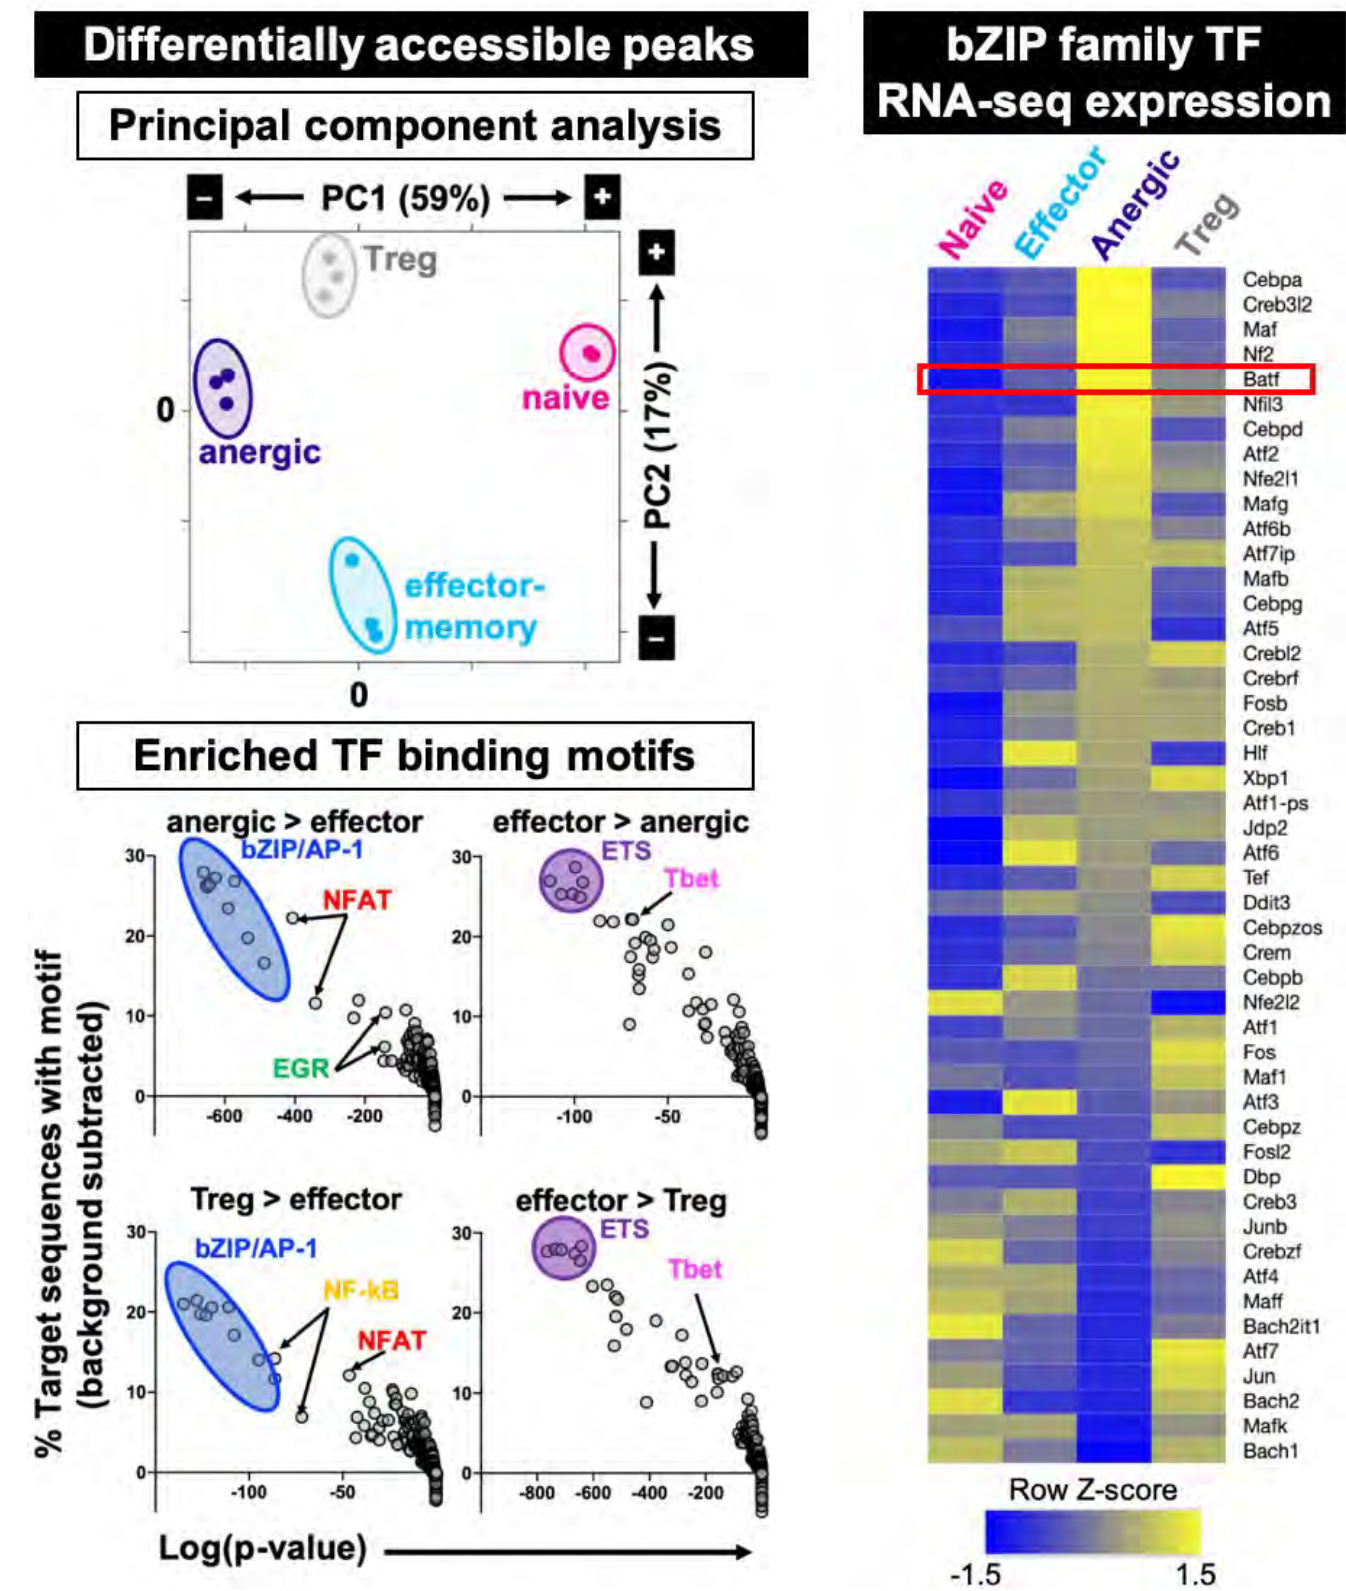 Differentially accessible peaks
Principal component analysis
− PC1 (59%) +
Treg
naive
anergic
effector-
memory
0
0
+
PC2 (17%)
−
Enriched TF binding motifs
% Target sequences with motif
(background subtracted)
anergic > effector
bZIP/AP-1
NFAT
EGR
30
20
10
0
-600 -400 -200
effector > anergic
ETS
Tbet
30
20
10
0
-100 -50
Treg > effector
bZIP/AP-1
NF-kB
NFAT
30
20
10
0
-100 -50
effector > Treg
ETS
Tbet
30
20
10
0
-800 -600 -400 -200
Log(p-value)
bZIP family TF
RNA-seq expression
Naive Effector Anergic Treg
Cebpa
Creb3l2
Maf
Nf2
Batf
Nfil3
Cebpd
Atf2
Nfe2l1
Mafg
Atf6b
Atf7ip
Mafb
Cebpg
Atf5
Crebl2
Crebrf
Fosb
Creb1
Hlf
Xbp1
Atf1-ps
Jdp2
Atf6
Tef
Ddit3
Cebpzos
Crem
Cebpb
Nfe2l2
Atf1
Fos
Maf1
Atf3
Cebpz
Fosl2
Dbp
Creb3
Junb
Crebzf
Atf4
Maff
Bach2it1
Atf7
Jun
Bach2
Mafk
Bach1
Row Z-score
-1.5 1.5